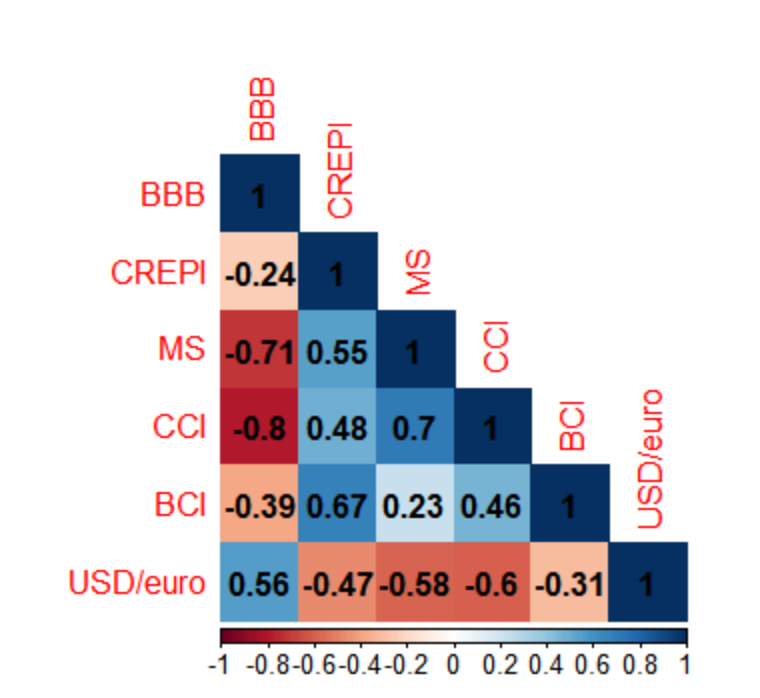 BBB
CREPI
MS
CCI
BCI
USD/euro
BBB 1
CREPI -0.24 1
MS -0.71 0.55 1
CCI -0.8 0.48 0.7 1
BCI -0.39 0.67 0.23 0.46 1
USD/euro 0.56 -0.47 -0.58 -0.6 -0.31 1
-1 -0.8 -0.6 -0.4 -0.2 0 0.2 0.4 0.6 0.8 1